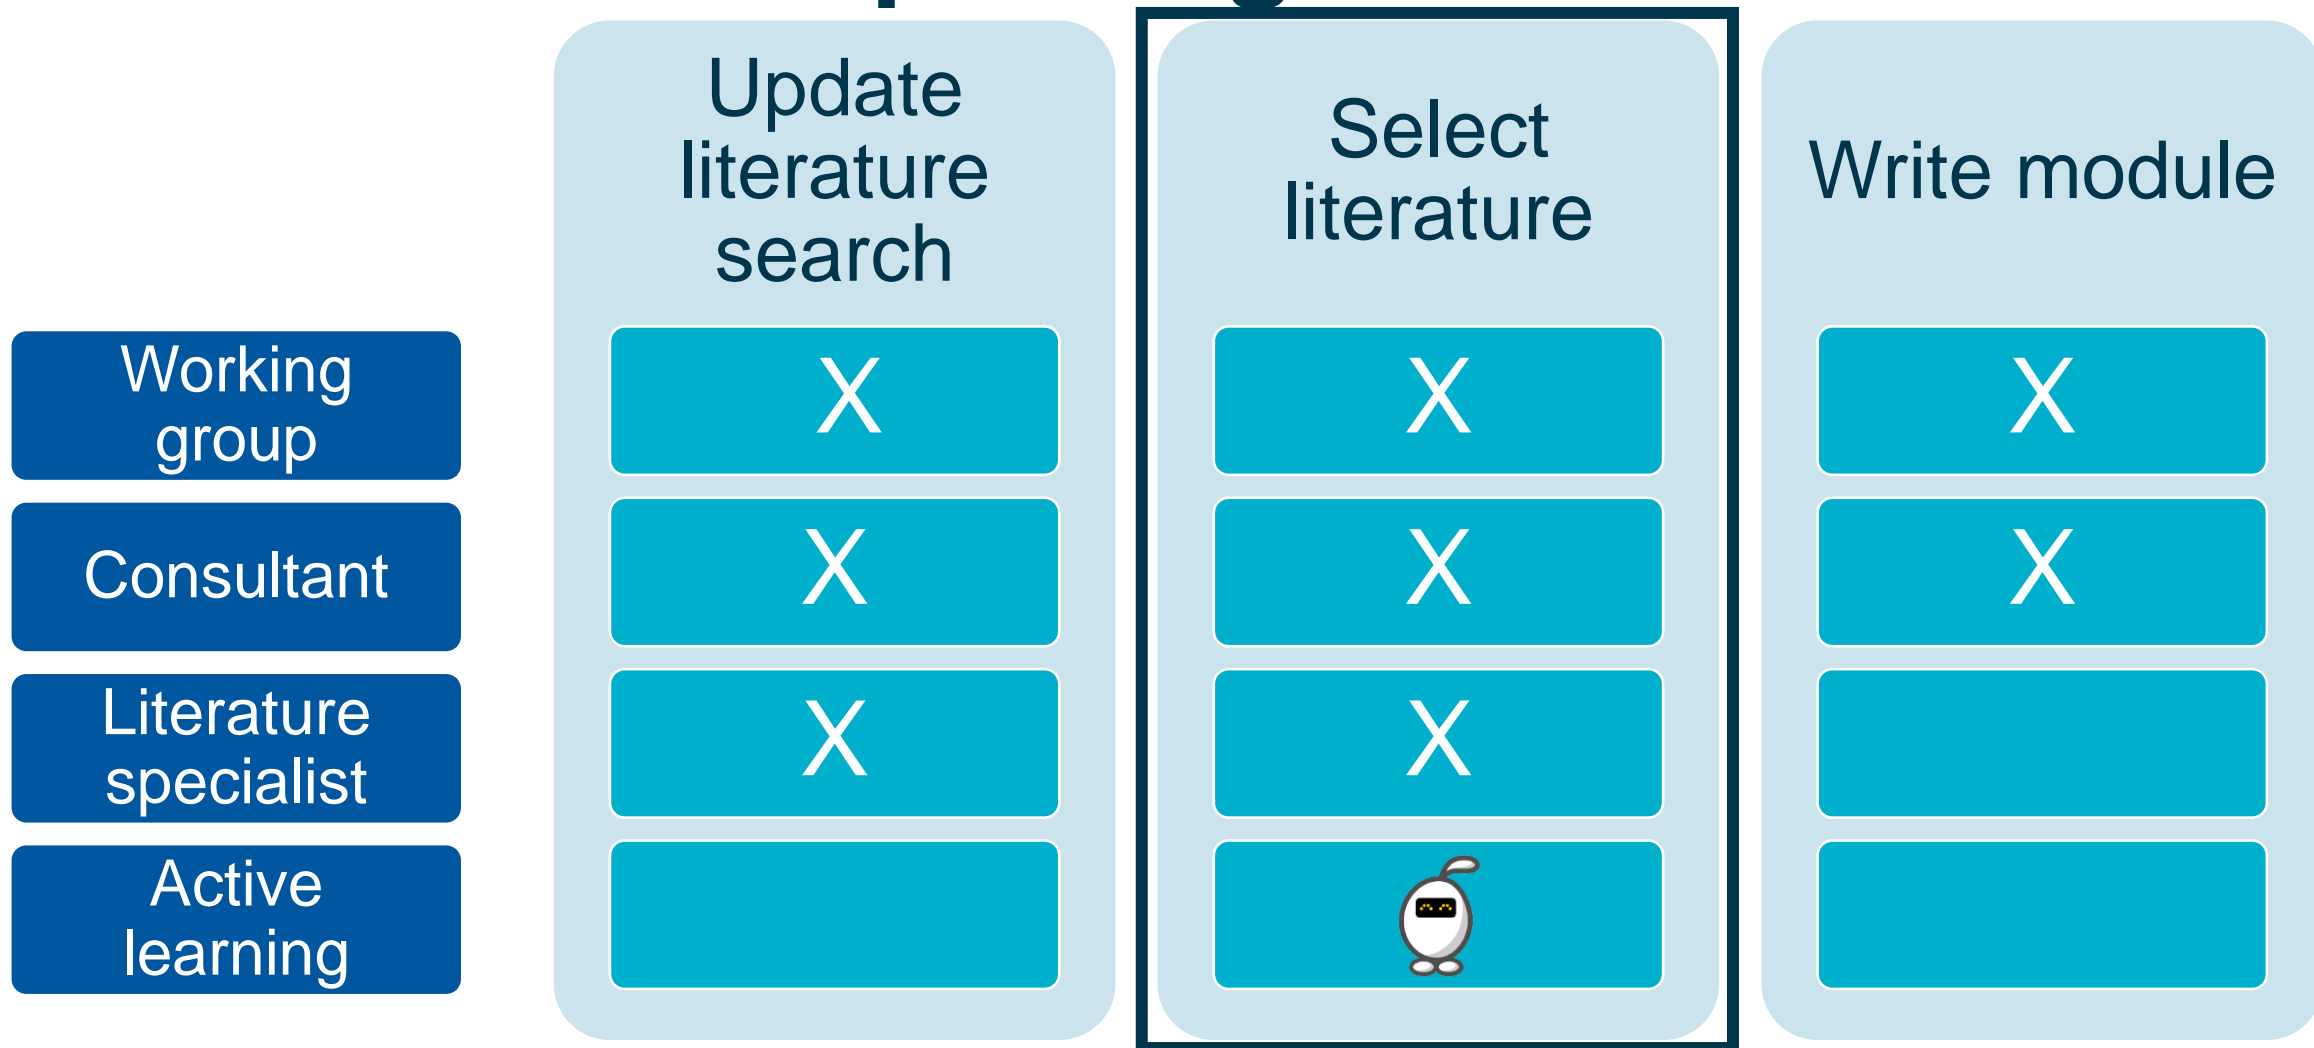 Update
literature
search
Select
literature
Write module
Working
group
X
X
X
Consultant
X
X
X
Literature
specialist
X
X
Active
learning